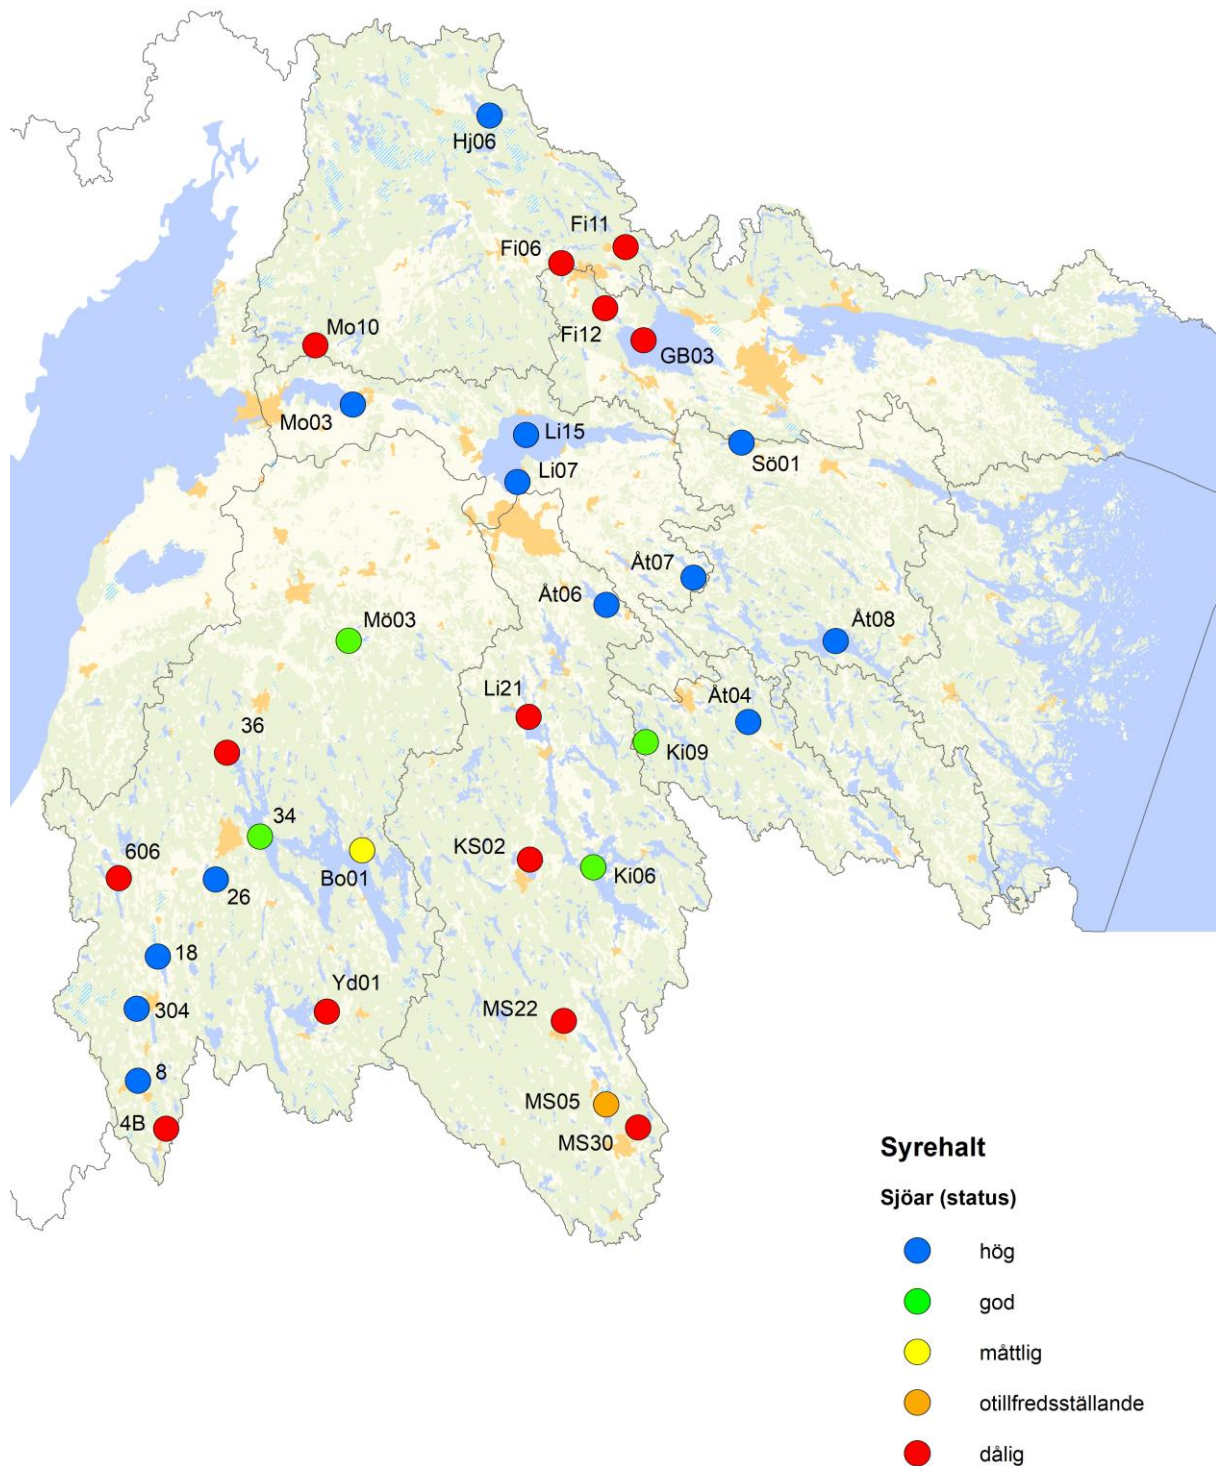 Hj06
Fi11
Fi06
Fi12
GB03
Mo10
Mo03
Li15
Li07
Sö01
Åt07
Åt06
Åt08
Mö03
Li21
Åt04
36
Ki09
34
606
Bo01
KS02
Ki06
26
18
304
Yd01
MS22
8
4B
MS05
MS30
Syrehalt
Sjöar (status)
hög
god
måttlig
otillfredsställande
dålig